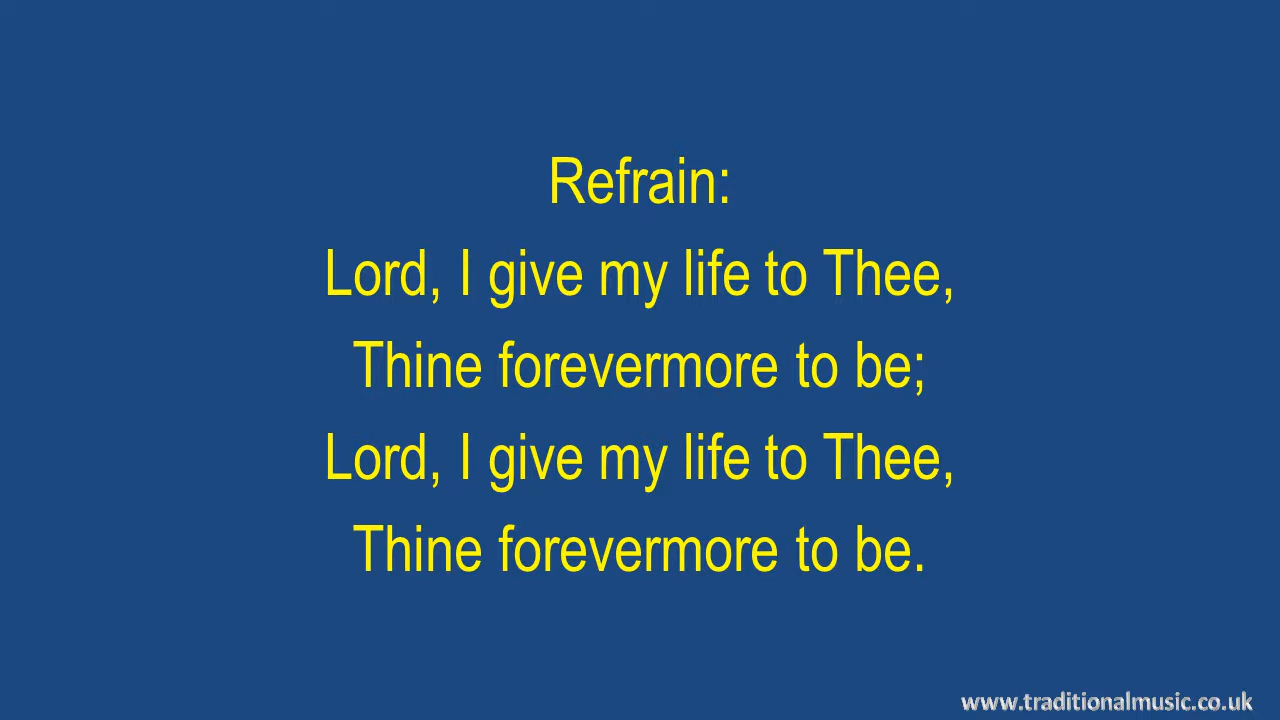 Refrain:
Lord, I give my life to Thee,
Thine forevermore to be;
Lord, I give my life to Thee,
Thine forevermore to be.
www.traditionalmusic.co.uk